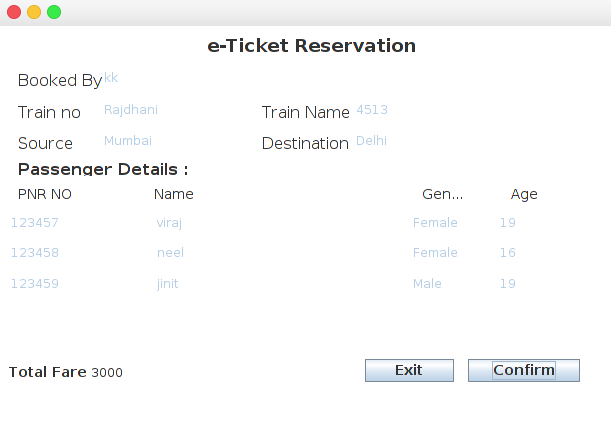 e-Ticket Reservation
Booked By kk
Train no Rajdhani Train Name 4513
Source Mumbai Destination Delhi
Passenger Details :
PNR NO Name Gen... Age
123457 viraj Female 19
123458 neel Female 16
123459 jinit Male 19
Total Fare 3000 Exit Confirm